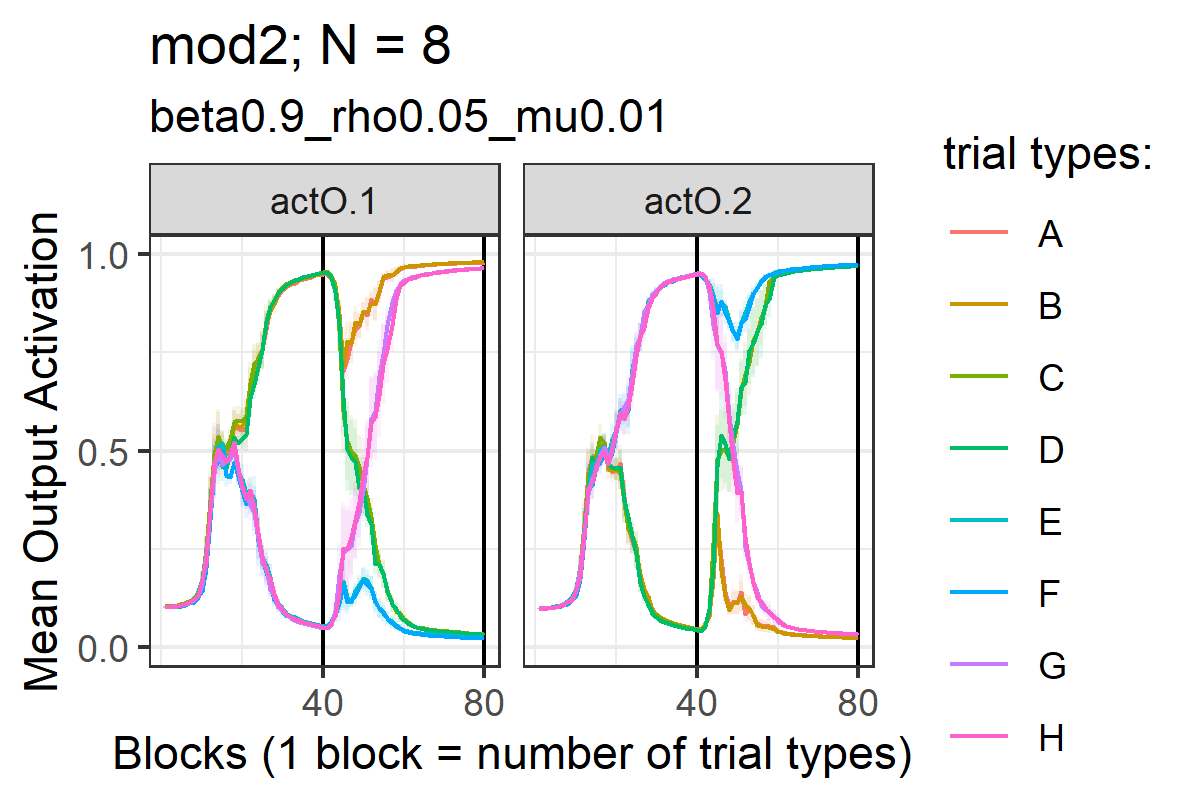 mod2; N = 8
beta0.9_rho0.05_mu0.01
actO.1
actO.2
Mean Output Activation
1.0
0.5
0.0
40
80
40
80
Blocks (1 block = number of trial types)
trial types:
A
B
C
D
E
F
G
H